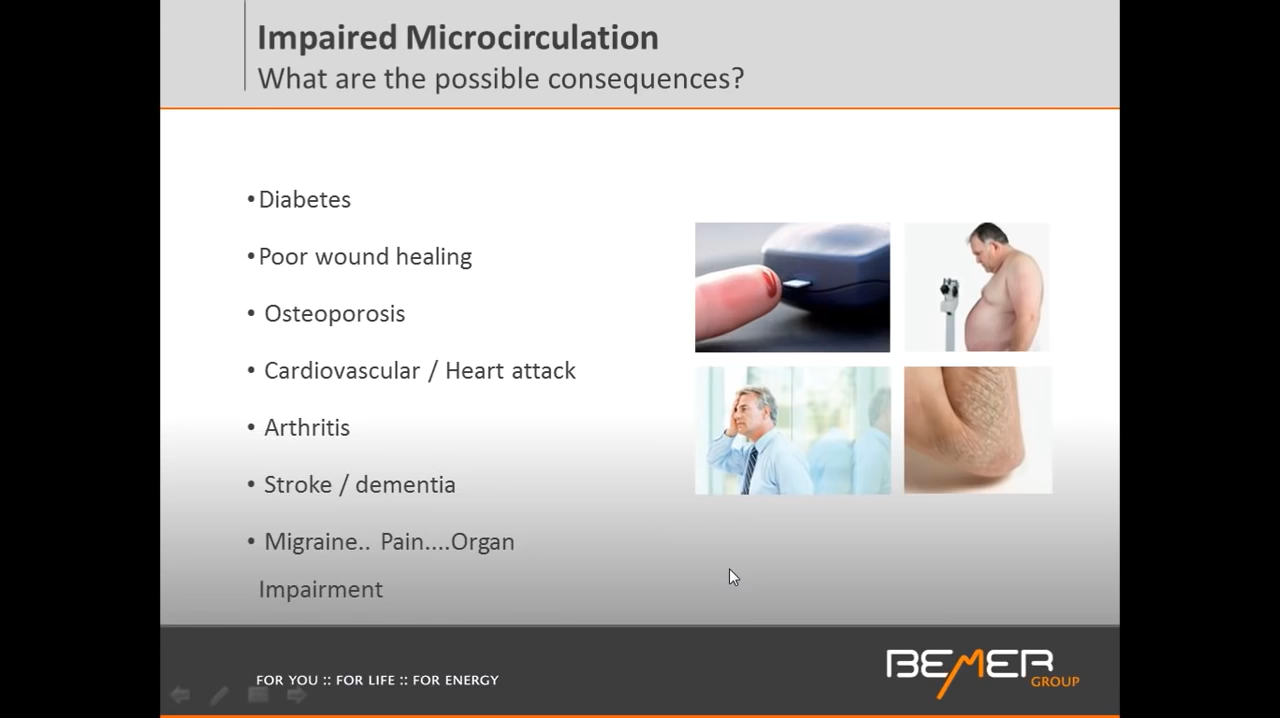 Impaired Microcirculation
What are the possible consequences?
•Diabetes
•Poor wound healing
• Osteoporosis
• Cardiovascular / Heart attack
• Arthritis
• Stroke / dementia
• Migraine.. Pain....Organ
Impairment
FOR YOU :: FOR LIFE :: FOR ENERGY
BEMER
GROUP